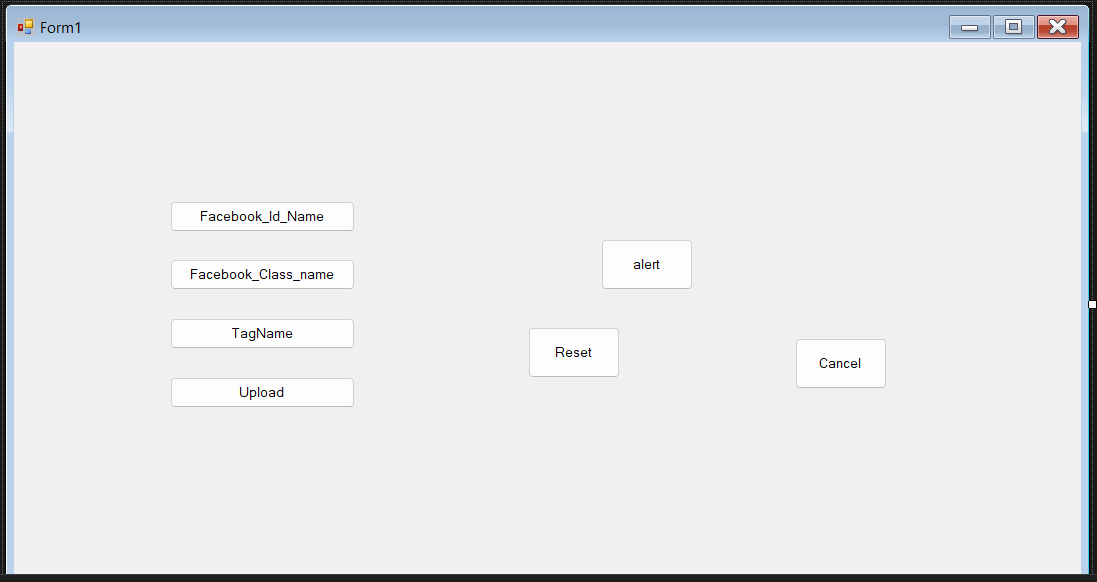 Form1
Facebook_Id_Name
Facebook_Class_name
TagName
Upload
alert
Reset
Cancel